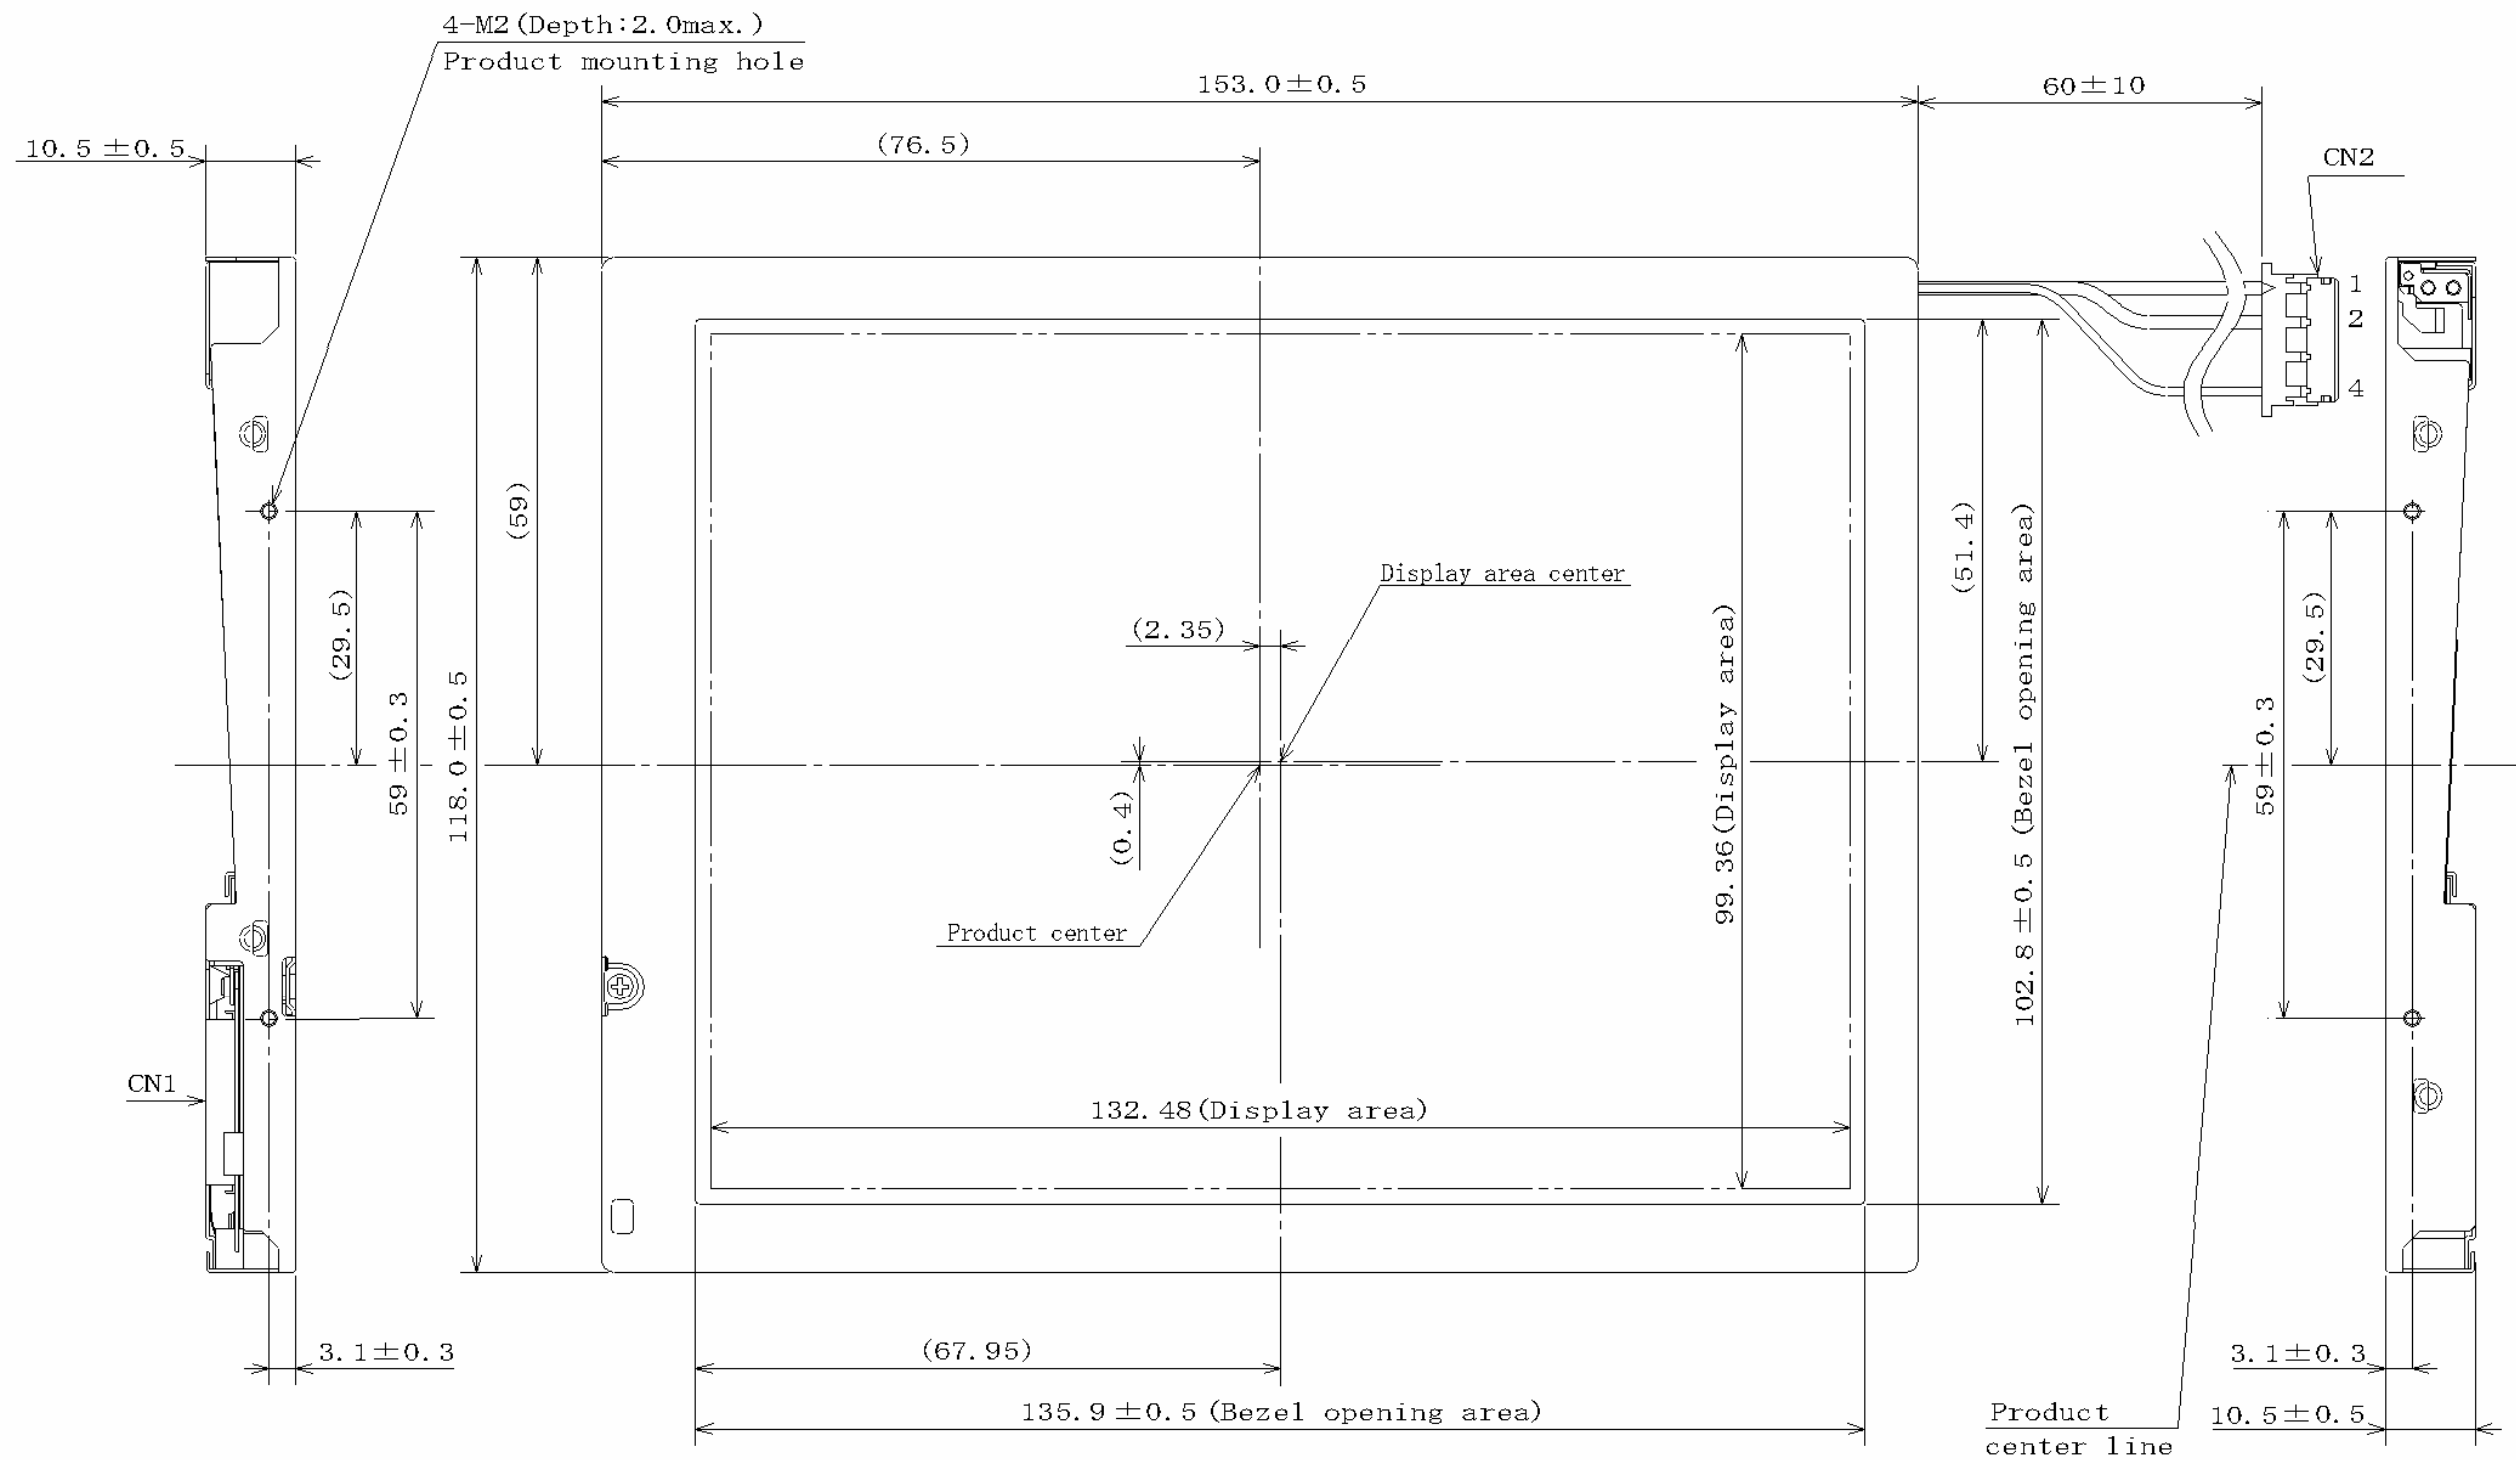 4-M2(Depth:2.0max.)
Product mounting hole
153.0±0.5
60±10
10.5±0.5
(76.5)
CN2
1
2
4
(59)
(51.4)
Display area center
(2.35)
(29.5)
(29.5)
59±0.3
118.0±0.5
99.36(Display area)
102.8±0.5(Bezel opening area)
59±0.3
(0.4)
Product center
CN1
132.48(Display area)
3.1±0.3
(67.95)
3.1±0.3
135.9±0.5(Bezel opening area)
Product
center line
10.5±0.5